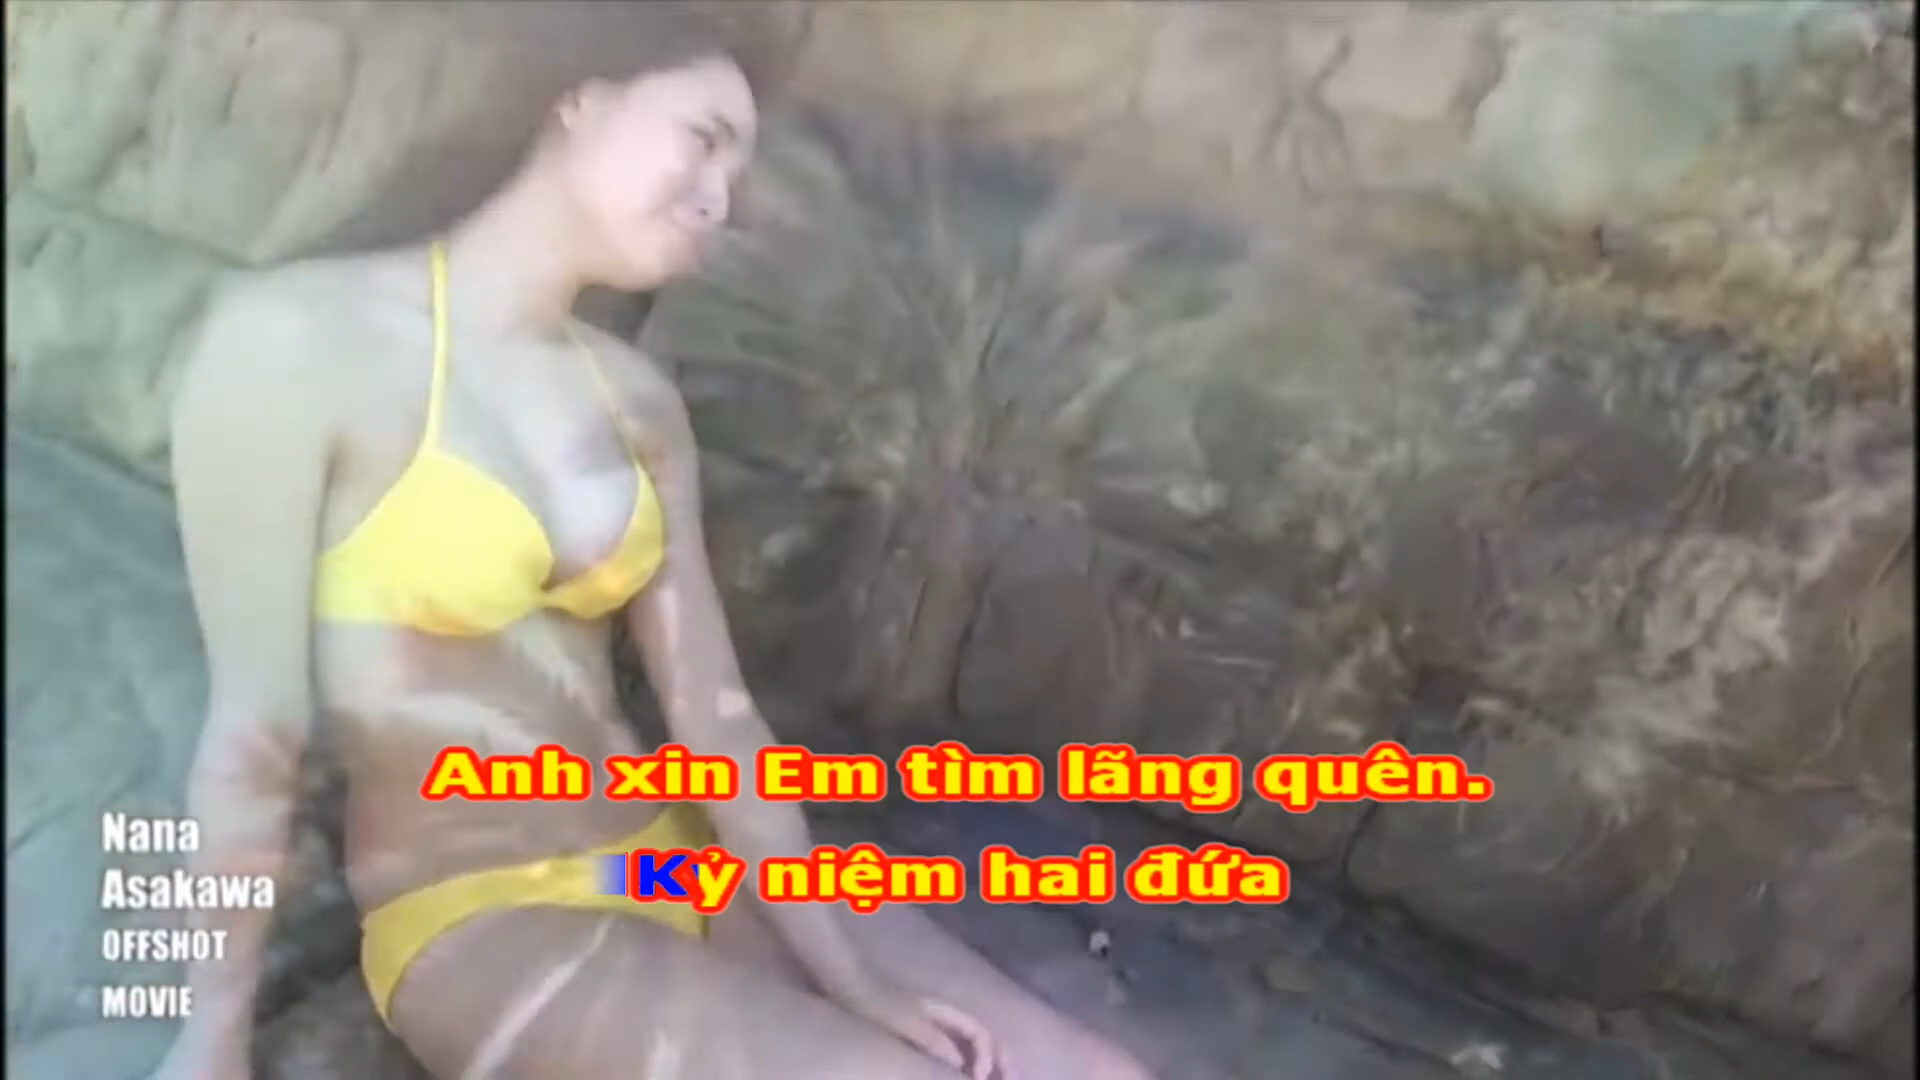 Anh xin Em tìm lãng quên.
Kỷ niệm hai đứa
Nana
Asakawa
OFFSHOT
MOVIE